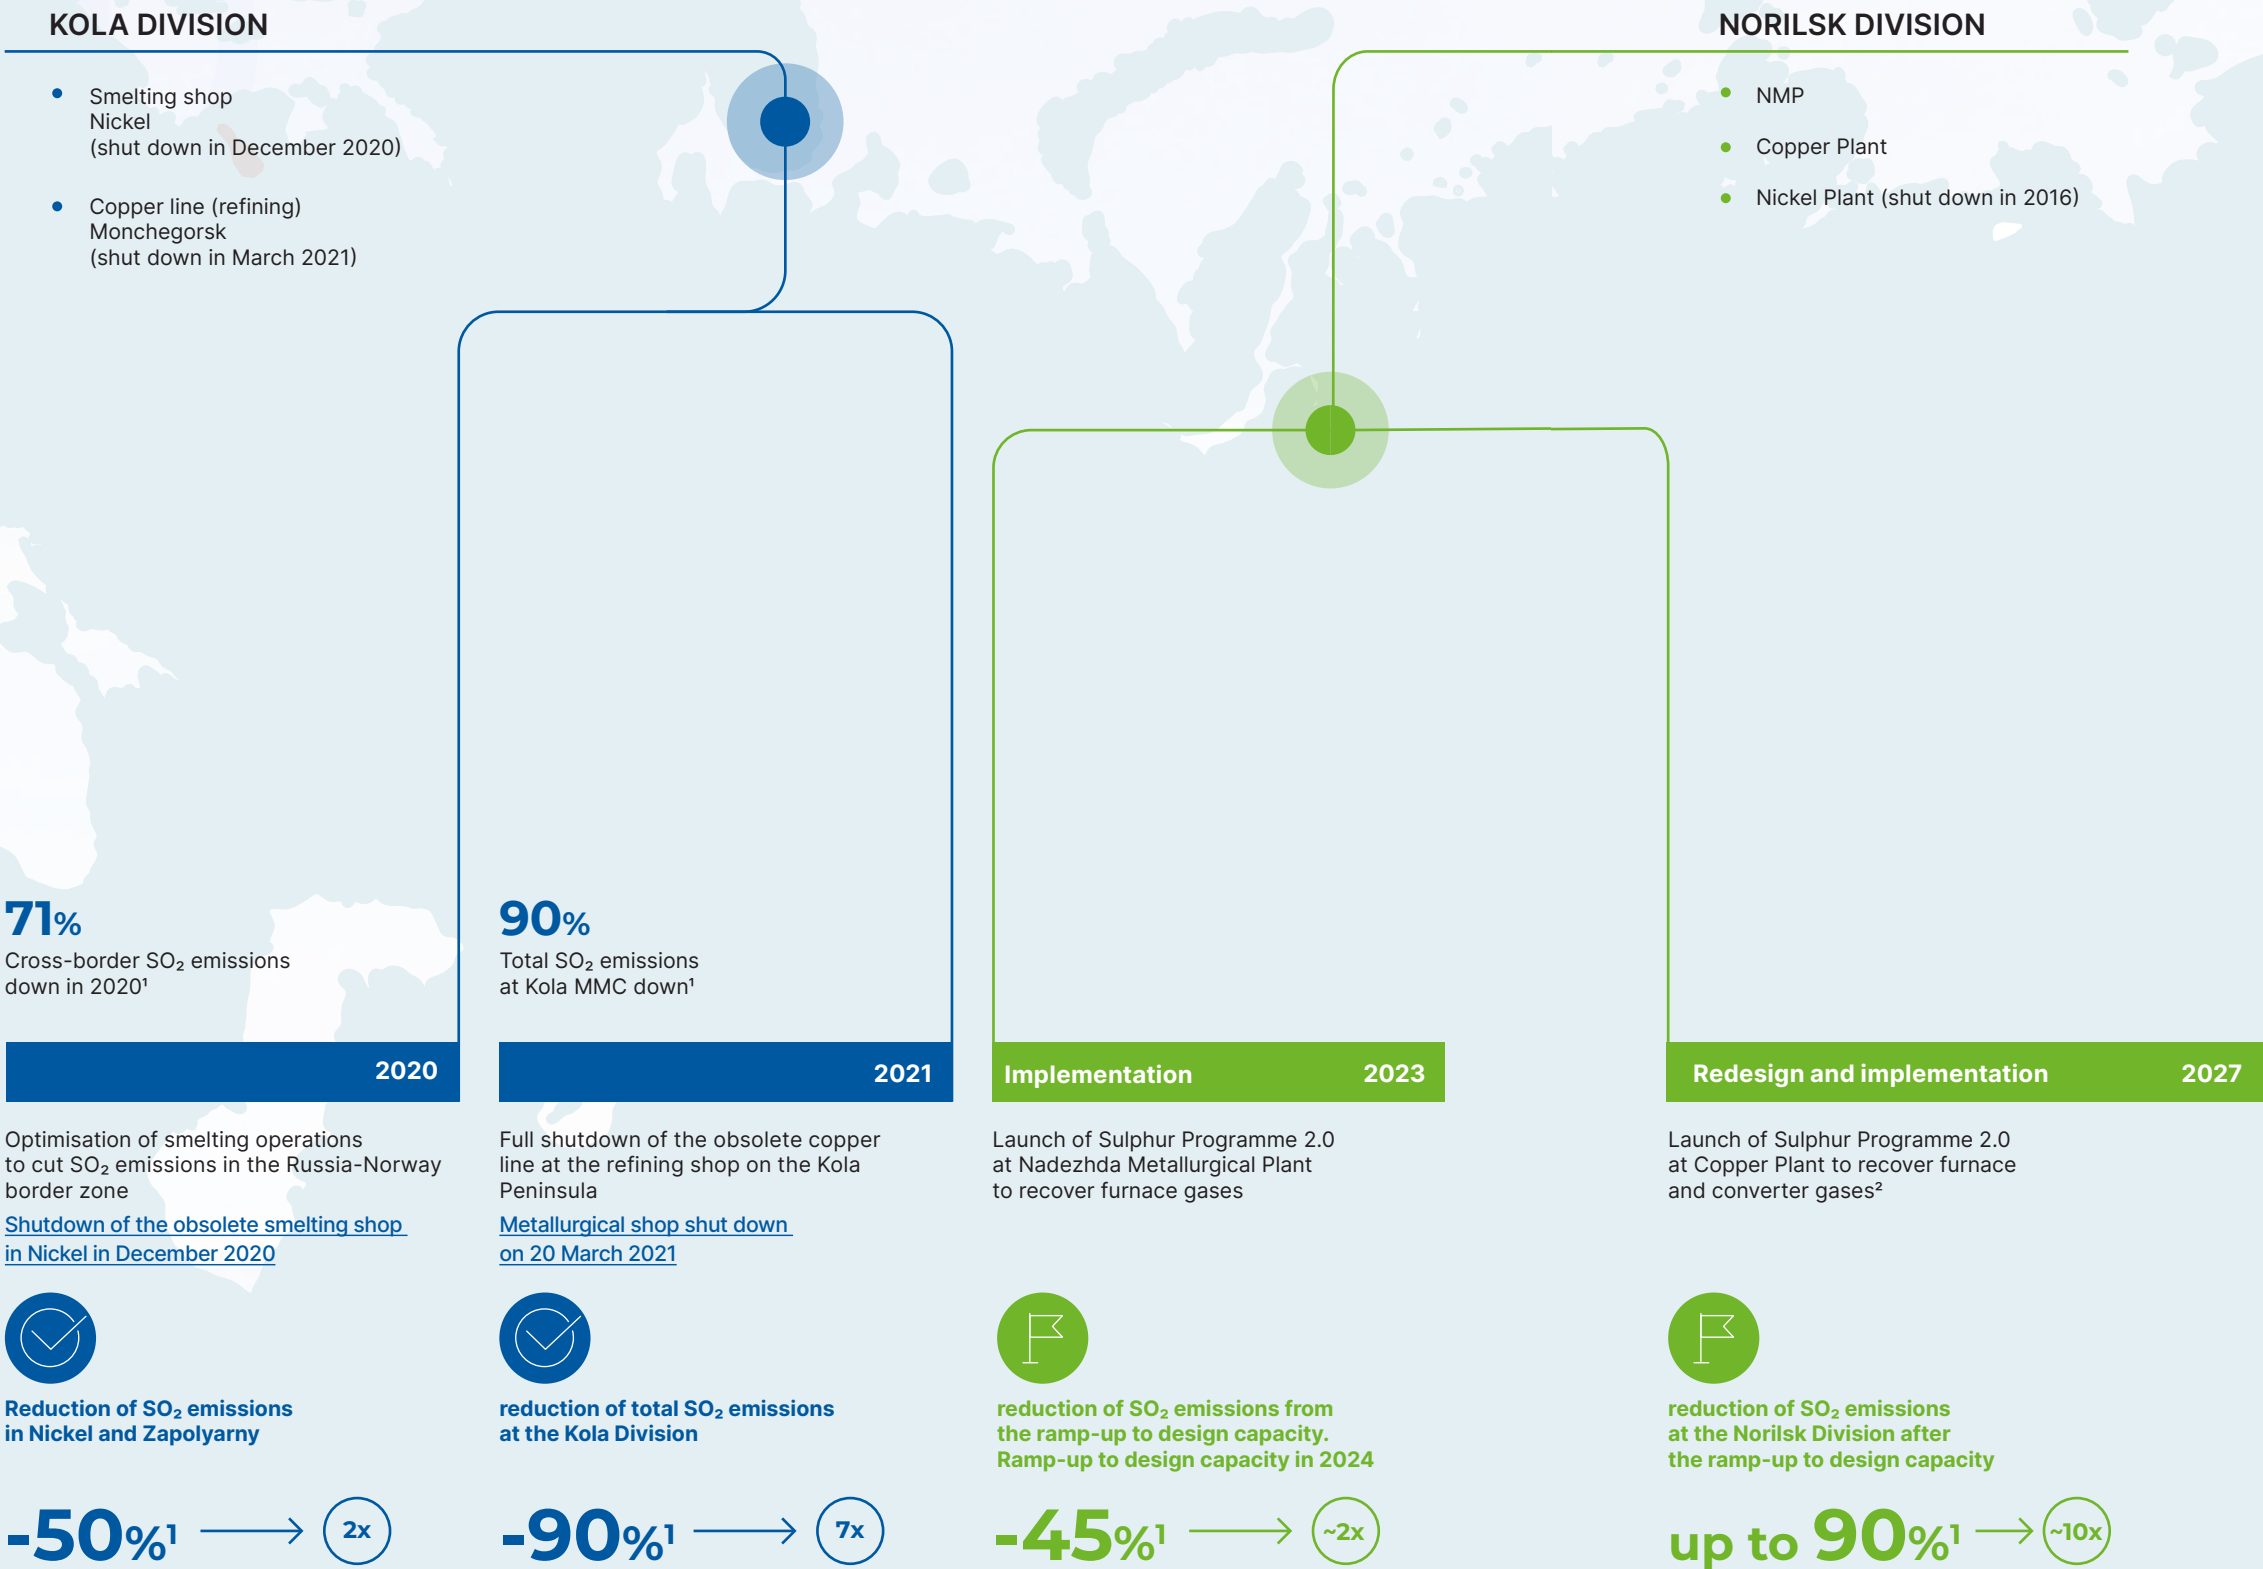 KOLA DIVISION
Smelting shop
Nickel
(shut down in December 2020)
Copper line (refining)
Monchegorsk
(shut down in March 2021)
NORILSK DIVISION
NMP
Copper Plant
Nickel Plant (shut down in 2016)
71%
Cross-border SO₂ emissions
down in 2020¹
2020
Optimisation of smelting operations
to cut SO₂ emissions in the Russia-Norway
border zone
Shutdown of the obsolete smelting shop
in Nickel in December 2020
Reduction of SO₂ emissions
in Nickel and Zapolyarny
-50%¹ 2x
90%
Total SO₂ emissions
at Kola MMC down¹
2021
Full shutdown of the obsolete copper
line at the refining shop on the Kola
Peninsula
Metallurgical shop shut down
on 20 March 2021
reduction of total SO₂ emissions
at the Kola Division
-90%¹ 7x
Implementation 2023
Launch of Sulphur Programme 2.0
at Nadezhda Metallurgical Plant
to recover furnace gases
reduction of SO₂ emissions from
the ramp-up to design capacity.
Ramp-up to design capacity in 2024
-45%¹ ~2x
Redesign and implementation 2027
Launch of Sulphur Programme 2.0
at Copper Plant to recover furnace
and converter gases²
reduction of SO₂ emissions
at the Norilsk Division after
the ramp-up to design capacity
up to 90%¹ ~10x